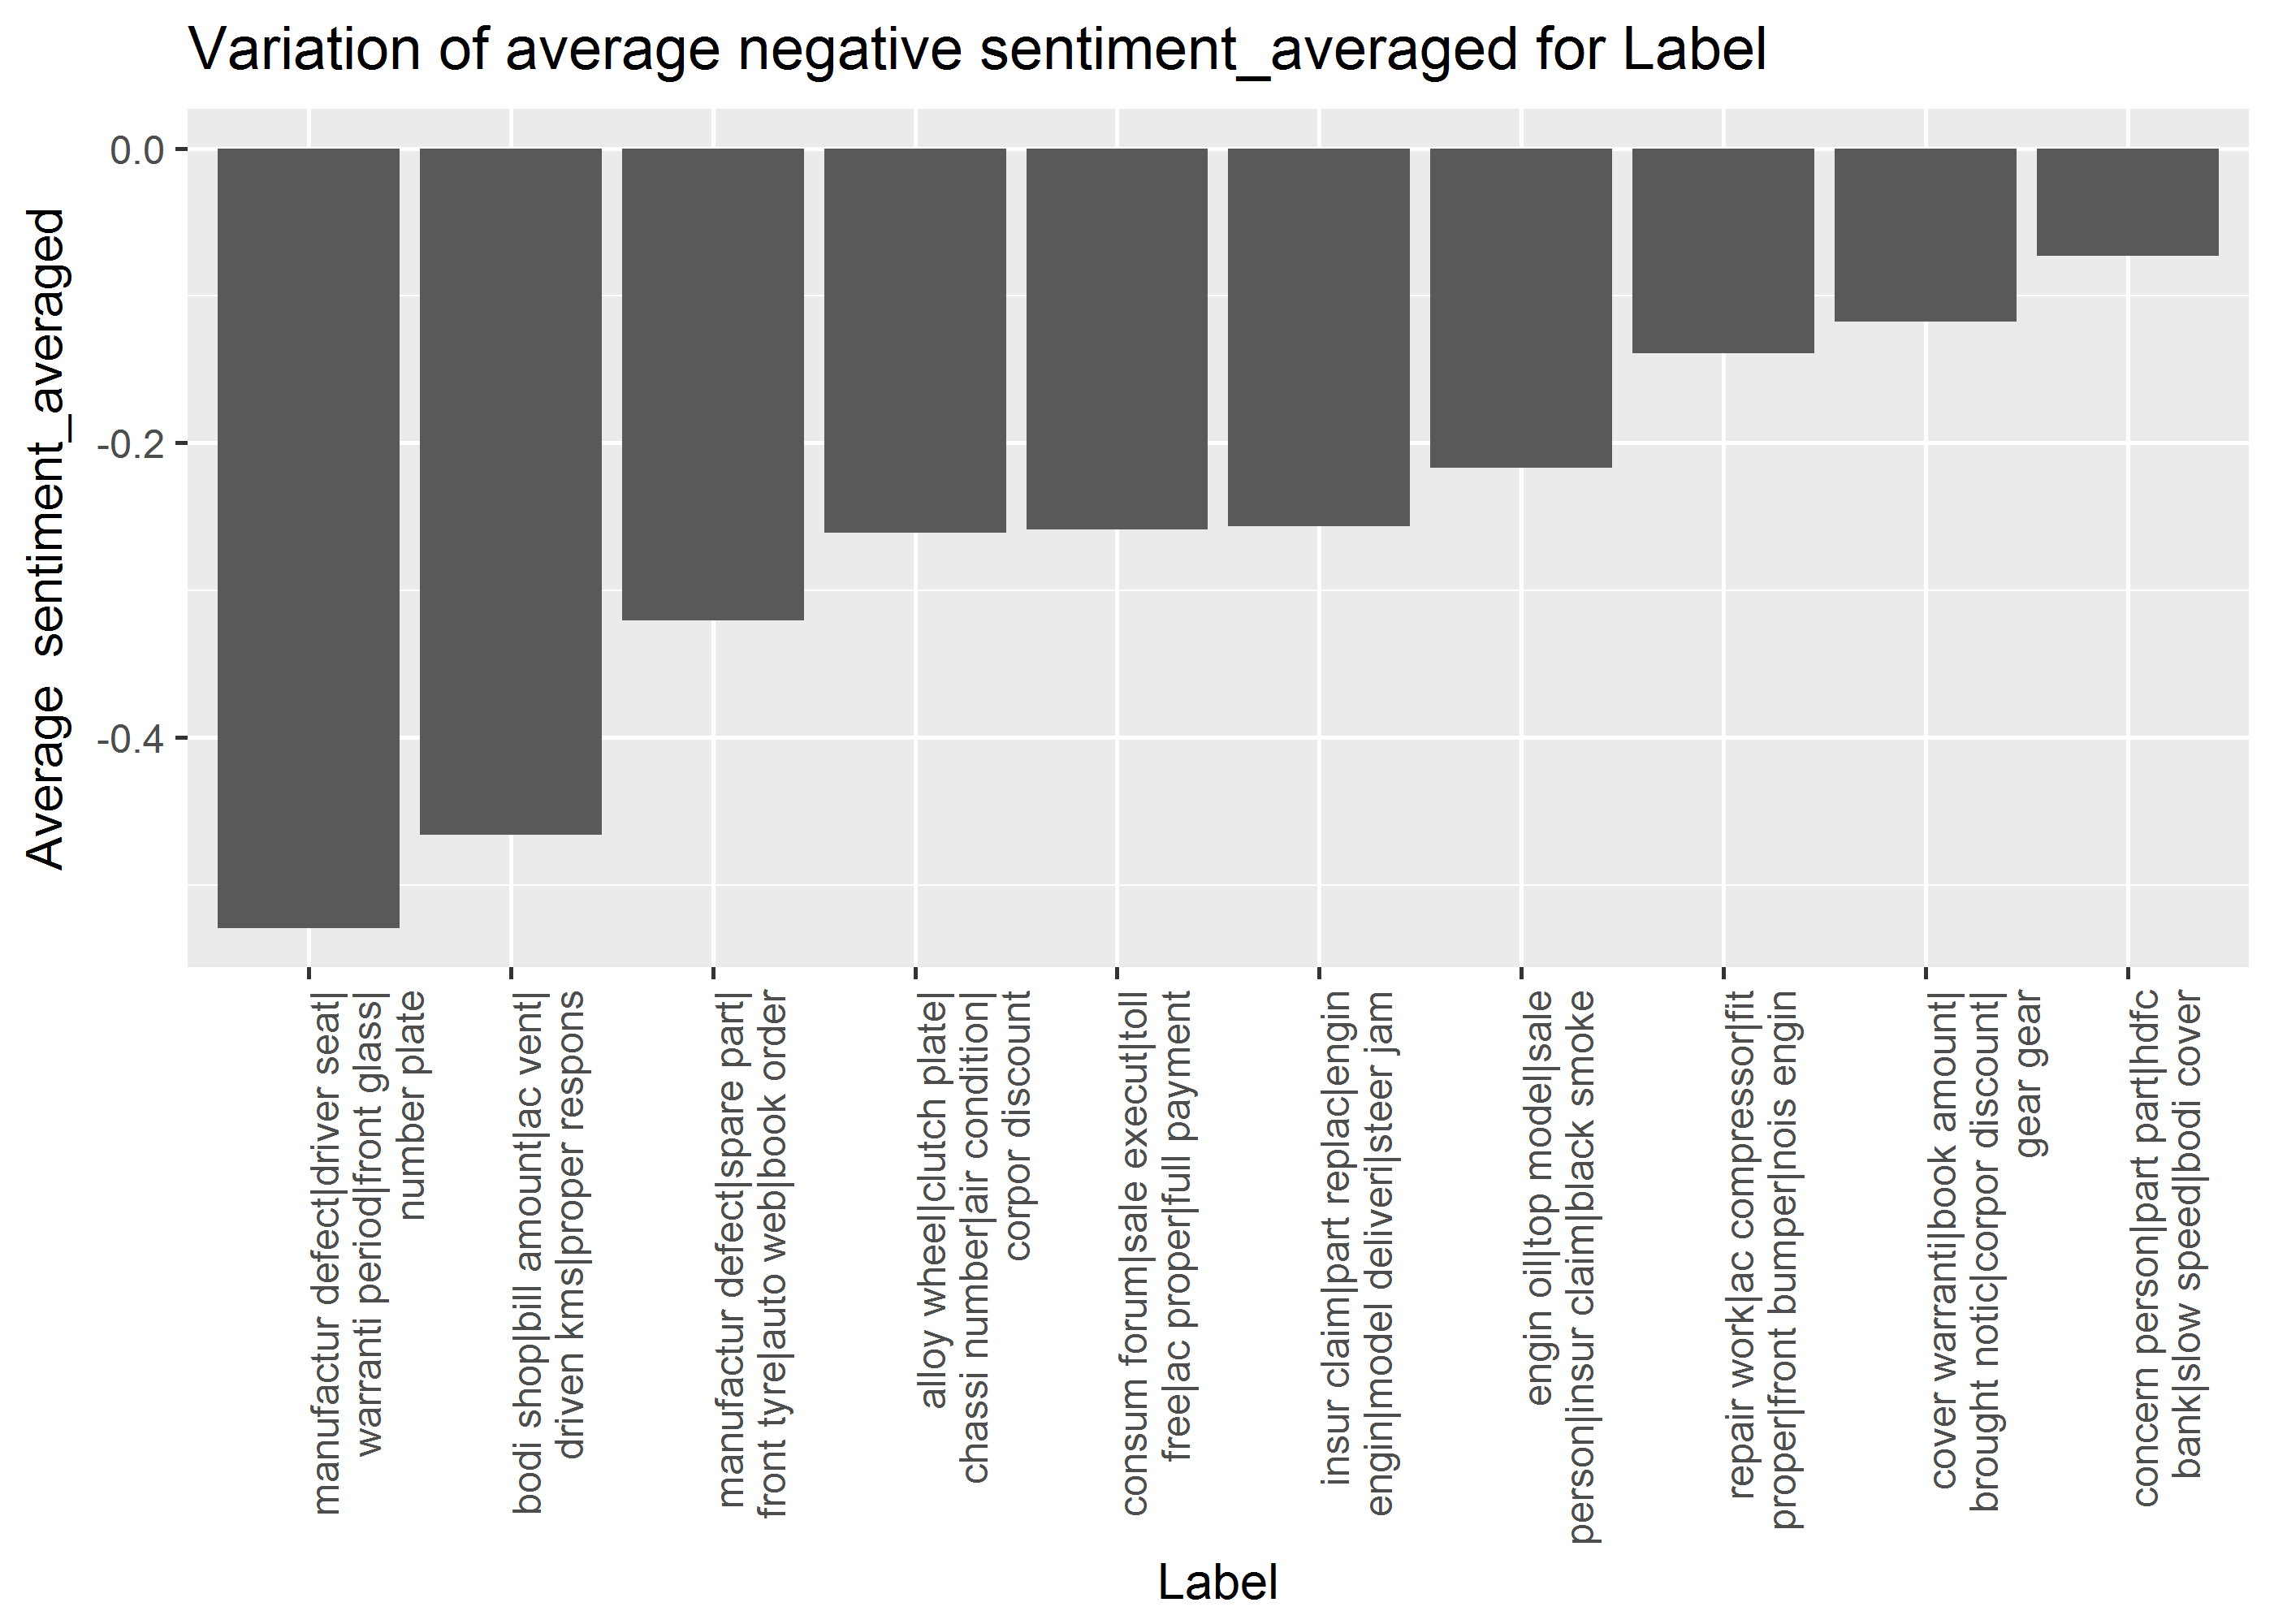 Variation of average negative sentiment_averaged for Label
Average  sentiment_averaged
0.0
-0.2
-0.4
manufactur defect|driver seat|
warranti period|front glass|
number plate
bodi shop|bill amount|ac vent|
driven kms|proper respons
manufactur defect|spare part|
front tyre|auto web|book order
alloy wheel|clutch plate|
chassi number|air condition|
corpor discount
consum forum|sale execut|toll
free|ac proper|full payment
insur claim|part replac|engin
engin|model deliveri|steer jam
engin oil|top model|sale
person|insur claim|black smoke
repair work|ac compressor|fit
proper|front bumper|nois engin
cover warranti|book amount|
brought notic|corpor discount|
gear gear
concern person|part part|hdfc
bank|slow speed|bodi cover
Label